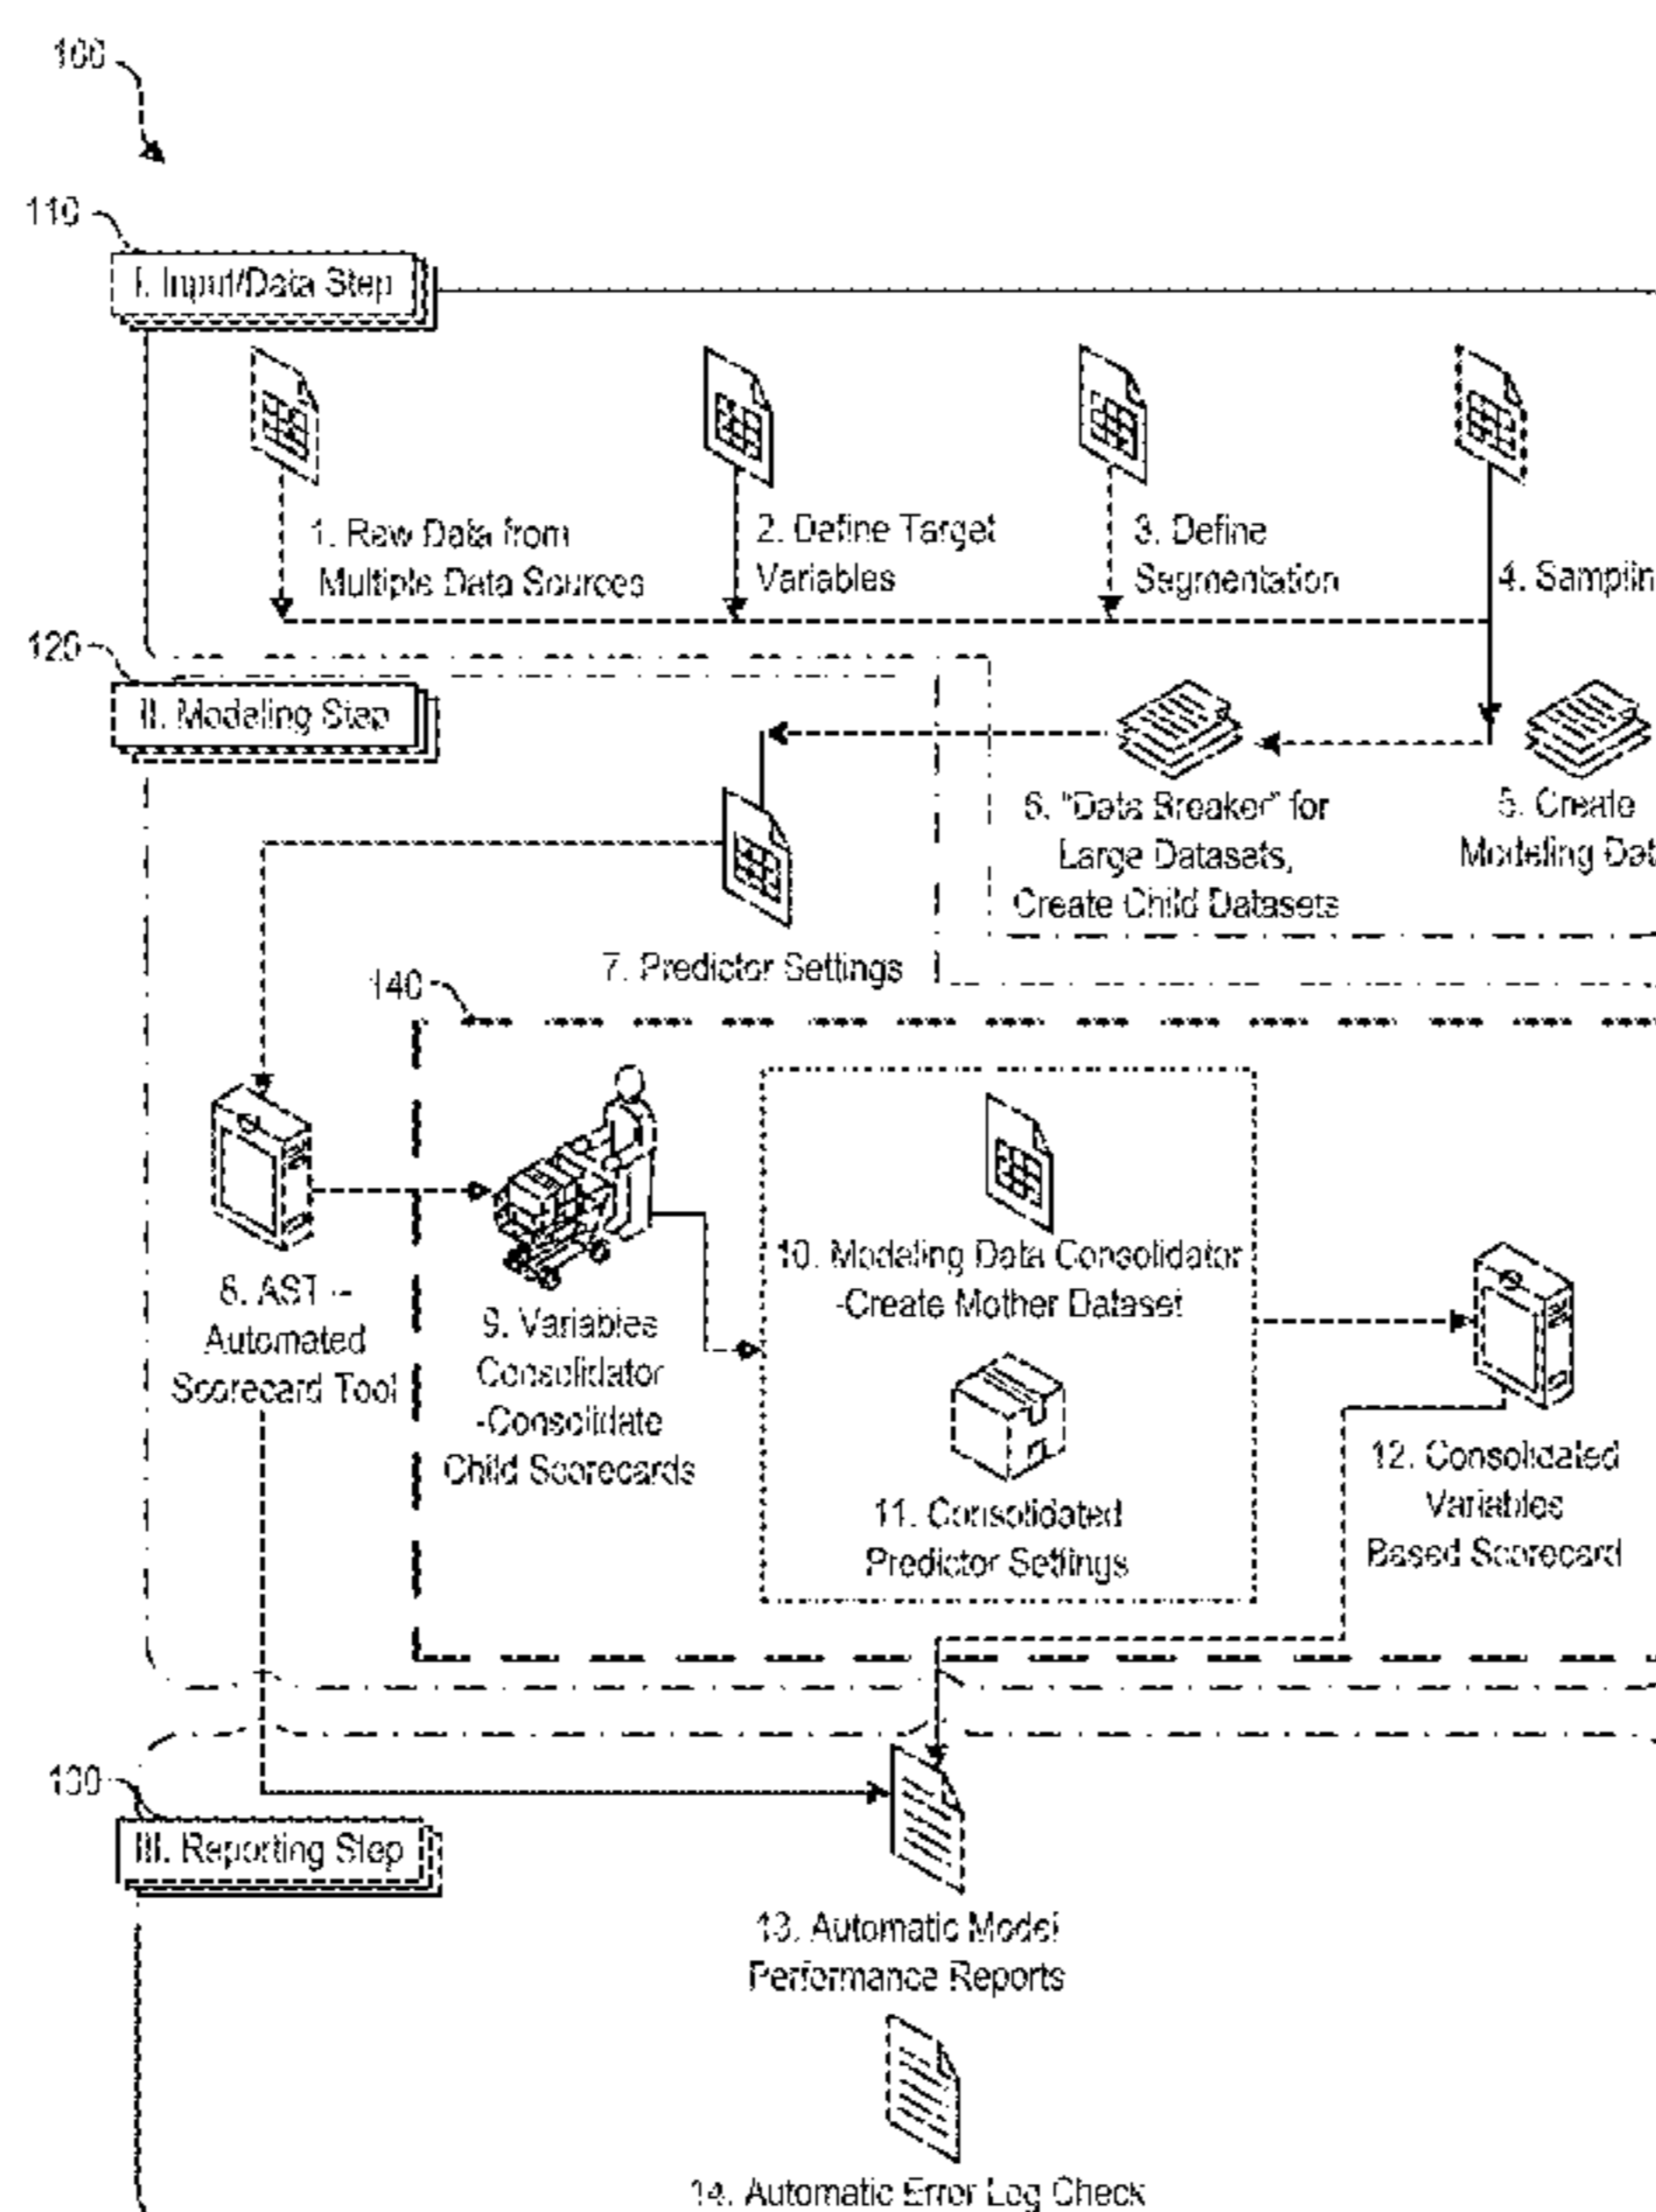 100
110
I. Input/Data Step
1. Raw Data from
Multiple Data Sources
2. Define Target
Variables
3. Define
Segmentation
4. Samplin
120
II. Modeling Step
6. "Data Breaker" for
Large Datasets,
Create Child Datasets
5. Create
Modeling Dat
7. Predictor Settings
140
8. AST –
Automated
Scorecard Tool
9. Variables
Consolidator
-Consolidate
Child Scorecards
10. Modeling Data Consolidator
-Create Mother Dataset
11. Consolidated
Predictor Settings
12. Consolidated
Variables
Based Scorecard
130
III. Reporting Step
13. Automatic Model
Performance Reports
14. Automatic Error Log Check